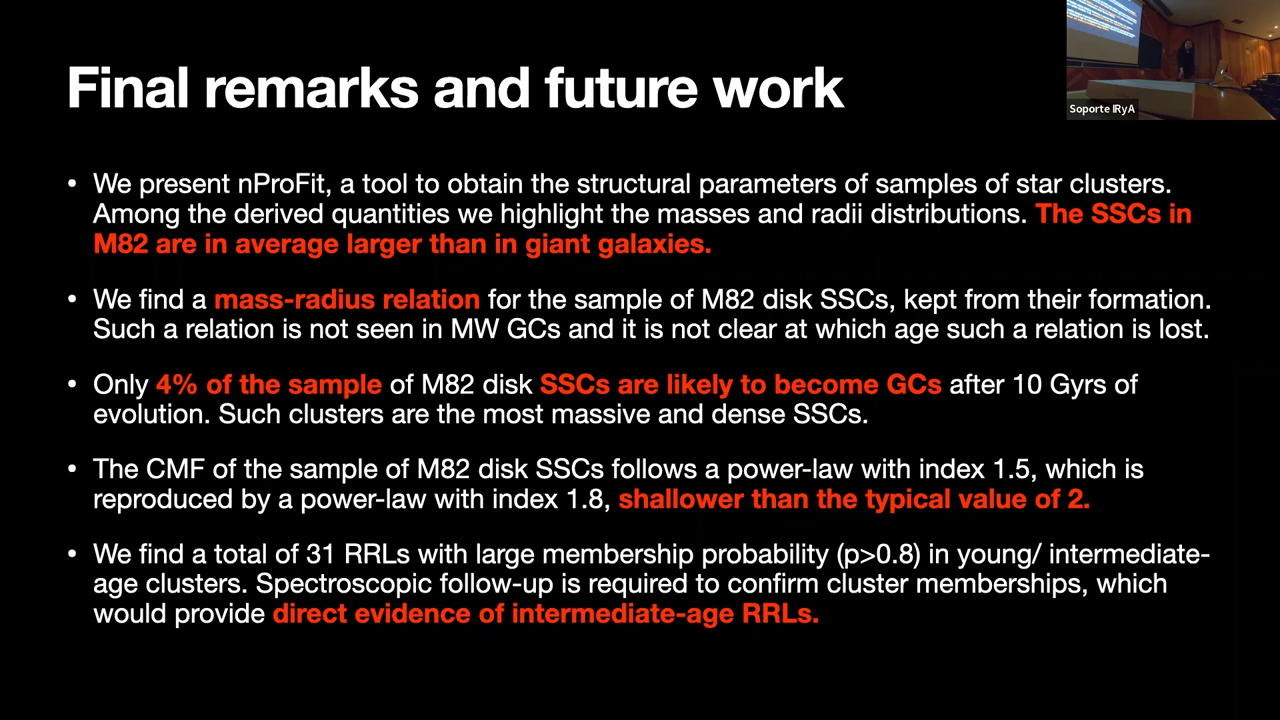 Final remarks and future work
Soporte IRyA
• We present nProFit, a tool to obtain the structural parameters of samples of star clusters.
Among the derived quantities we highlight the masses and radii distributions. The SSCs in
M82 are in average larger than in giant galaxies.
• We find a mass-radius relation for the sample of M82 disk SSCs, kept from their formation.
Such a relation is not seen in MW GCs and it is not clear at which age such a relation is lost.
• Only 4% of the sample of M82 disk SSCs are likely to become GCs after 10 Gyrs of
evolution. Such clusters are the most massive and dense SSCs.
• The CMF of the sample of M82 disk SSCs follows a power-law with index 1.5, which is
reproduced by a power-law with index 1.8, shallower than the typical value of 2.
• We find a total of 31 RRLs with large membership probability (p>0.8) in young/ intermediate-
age clusters. Spectroscopic follow-up is required to confirm cluster memberships, which
would provide direct evidence of intermediate-age RRLs.